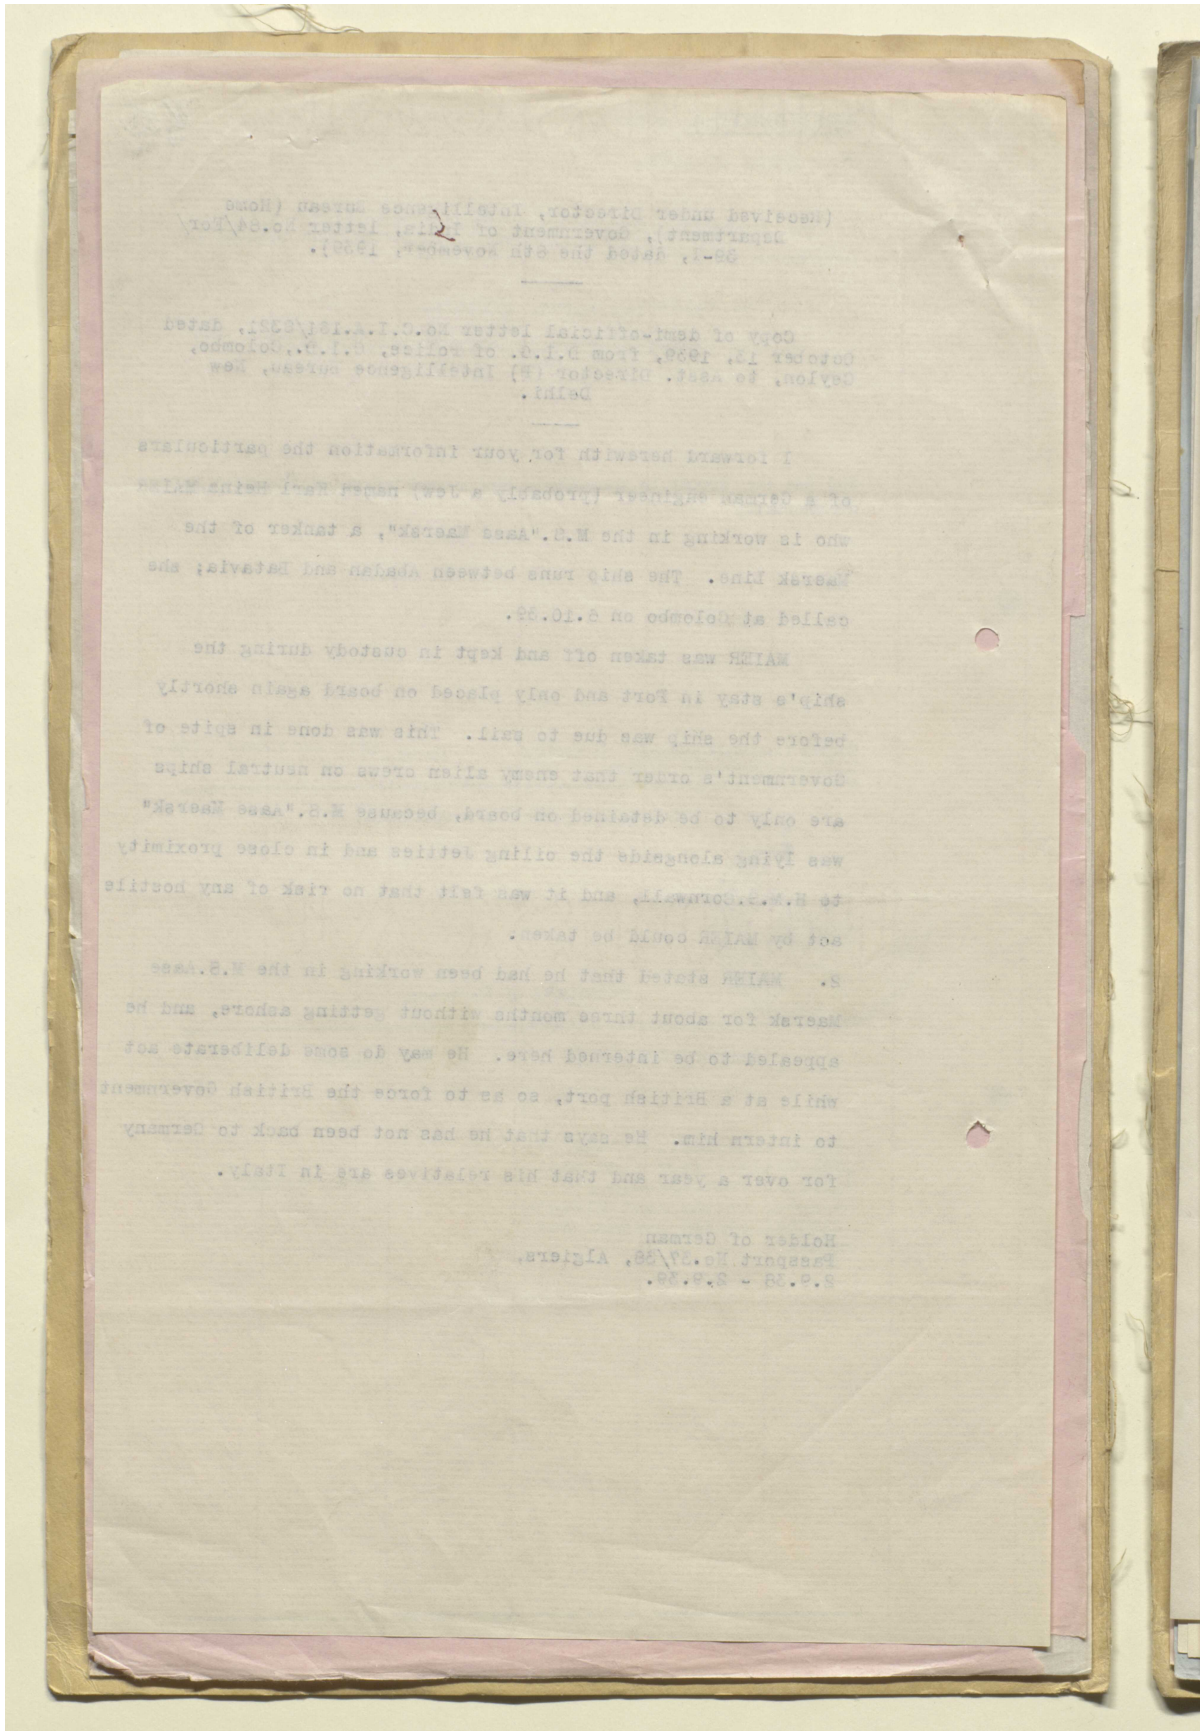 (Received under Director, Intelligence Bureau (Home
Department), Government of India, letter No.84/For/
39-I, dated the 6th November, 1939).
2
Copy of demi-official letter dated
October 13, 1939, from D.I.G. of Police, C.I.D., Colombo,
Ceylon, to Asst. Director Intelligence Bureau, New
Delhi.
I forward herewith for your information the particulars
of a German engineer (probably a Jew) named Karl Heinz MAIER
who is working in the M.S."Aase Maersk", a tanker of the
Maersk Line. The ship runs between Abadan and Batavia; she
called at Colombo on 6.10.39.
MAIER was taken off and kept in custody during the
ship's stay in Port and only placed on board again shortly
before the ship was due to sail. This was done in spite of
Government's order that enemy alien crews on neutral ships
are only to be detained on board, because M.S."Aase Maersk"
was lying alongside the oiling Jetties and in close proximity
to H.M.S.Cornwall, and it was felt that no risk of any hostile
act by MAIER could be taken.
2. MAIER stated that he had been working in the M.S.Aase
Maersk for about three months without getting ashore, and he
appealed to be interned here. He may do some deliberate act
while at a British port, so as to force the British Government
to intern him. He says that he has not been back to Germany
for over a year and that his relatives are in Italy.
Holder of German
Passport No.37/38, Algiers,
2.9.38 - 2.9.39.